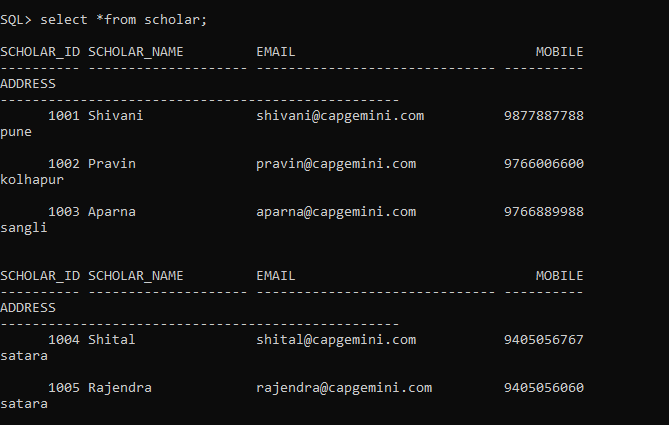 SQL> select *from scholar;
SCHOLAR_ID SCHOLAR_NAME         EMAIL                              MOBILE
---------- -------------------- ------------------------------ ----------
ADDRESS
--------------------------------------------------
      1001 Shivani              shivani@capgemini.com          9877887788
pune
      1002 Pravin               pravin@capgemini.com           9766006600
kolhapur
      1003 Aparna               aparna@capgemini.com           9766889988
sangli
SCHOLAR_ID SCHOLAR_NAME         EMAIL                              MOBILE
---------- -------------------- ------------------------------ ----------
ADDRESS
--------------------------------------------------
      1004 Shital               shital@capgemini.com           9405056767
satara
      1005 Rajendra             rajendra@capgemini.com         9405056060
satara